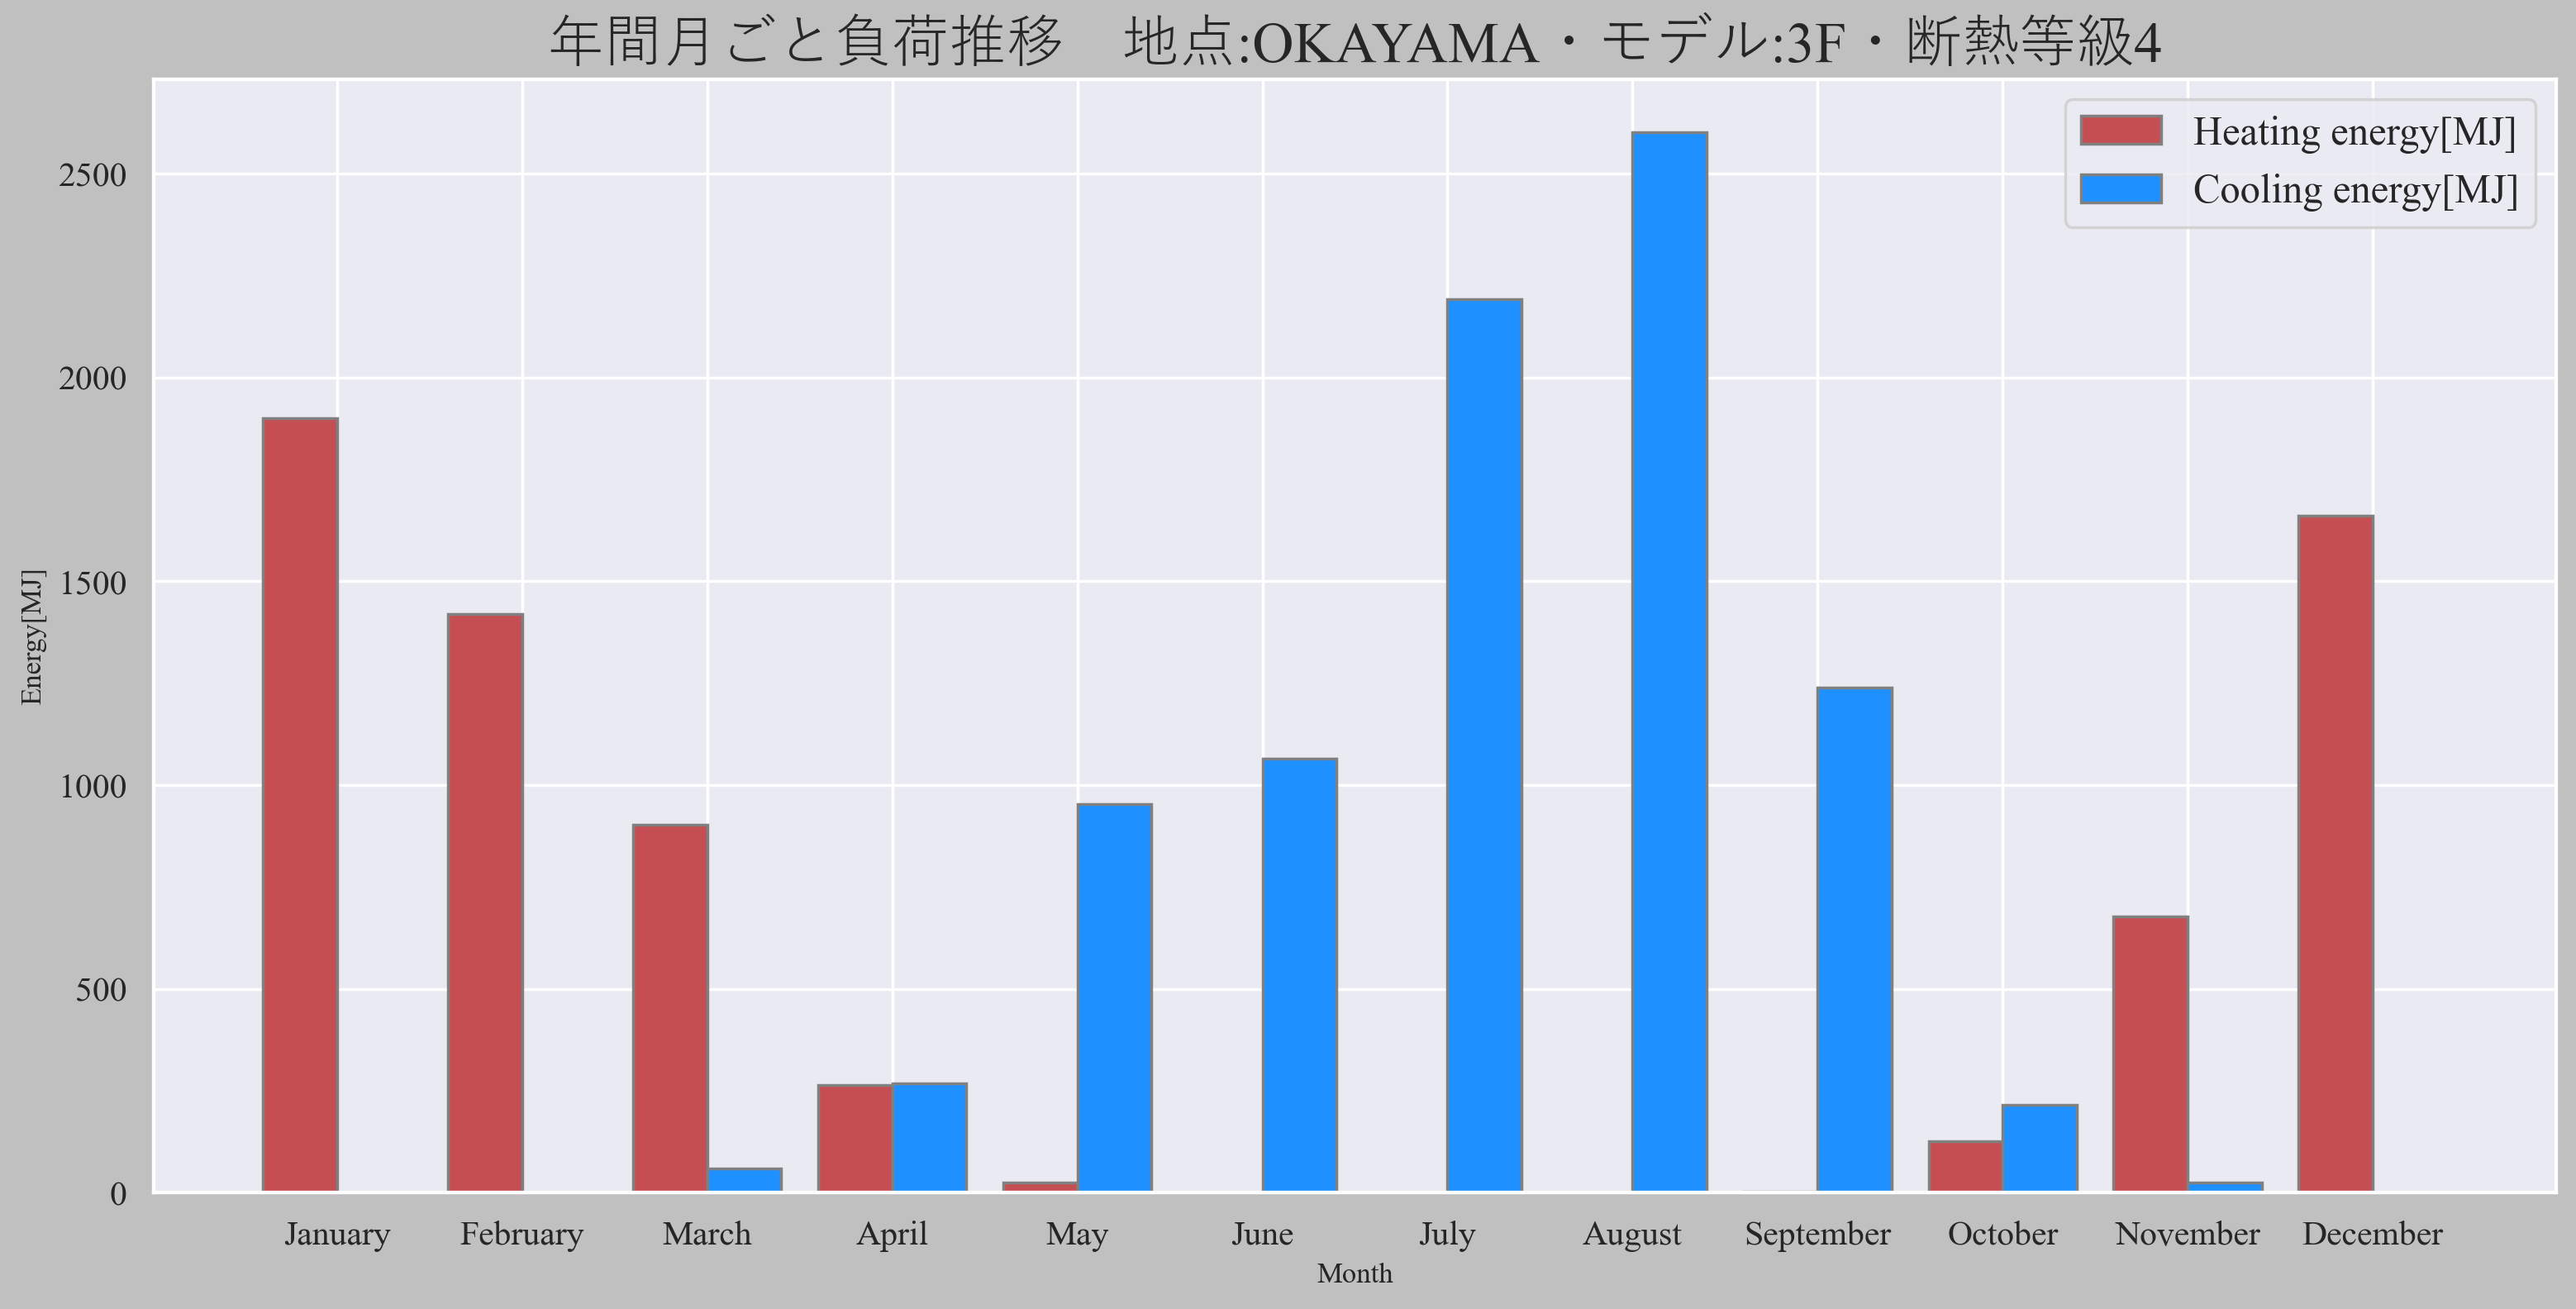 年間月ごと負荷推移　地点:OKAYAMA・モデル:3F・断熱等級4
Heating energy[MJ]
Cooling energy[MJ]
Energy[MJ]
2500
2000
1500
1000
500
0
January February March April May June July August September October November December
Month